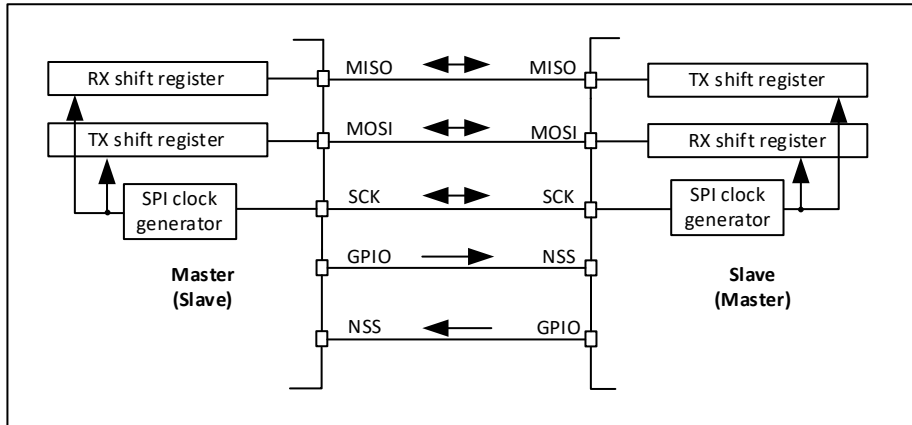 RX shift register
MISO
MISO
TX shift register
TX shift register
MOSI
MOSI
RX shift register
SPI clock
generator
SCK
SCK
SPI clock
generator
GPIO
NSS
Master
(Slave)
Slave
(Master)
NSS
GPIO